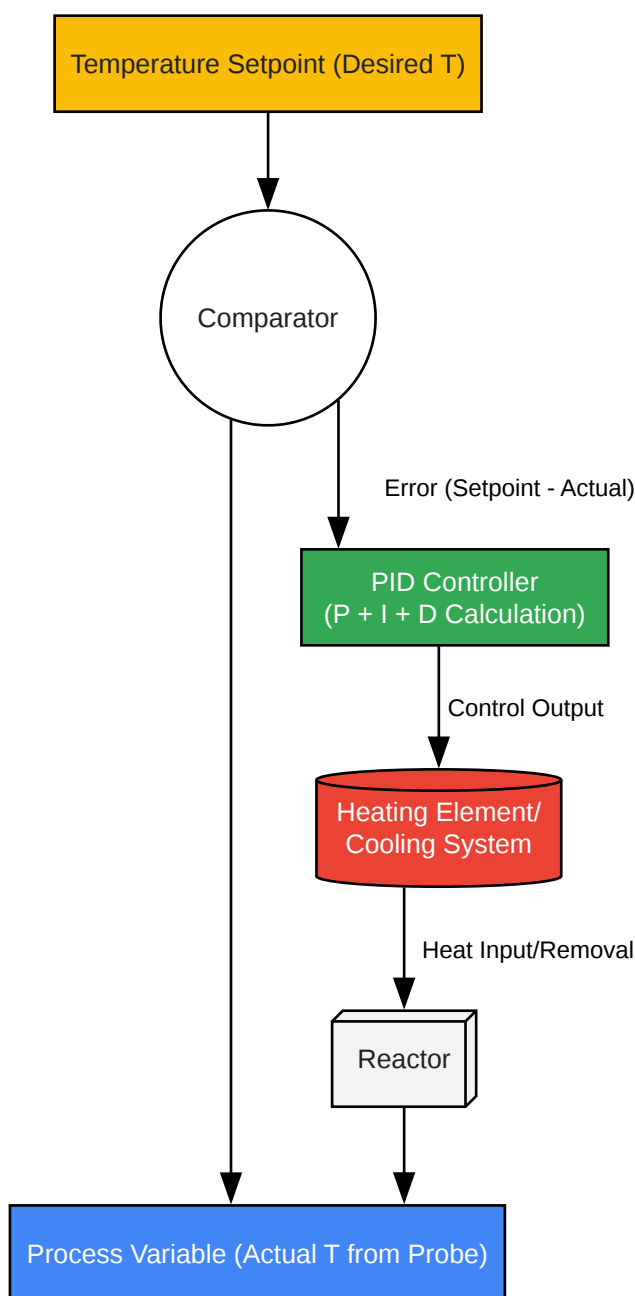 Temperature Setpoint (Desired T)
Comparator
Error (Setpoint - Actual)
PID Controller
(P + I + D Calculation)
Control Output
Heating Element/
Cooling System
Heat Input/Removal
Reactor
Process Variable (Actual T from Probe)